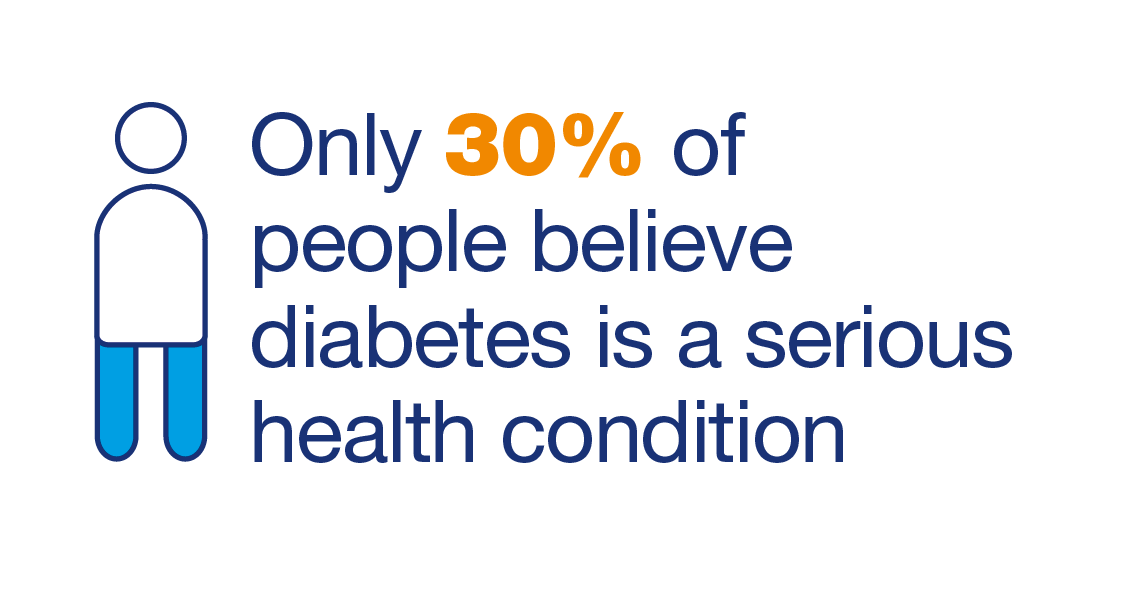 Only 30% of
people believe
diabetes is a serious
health condition